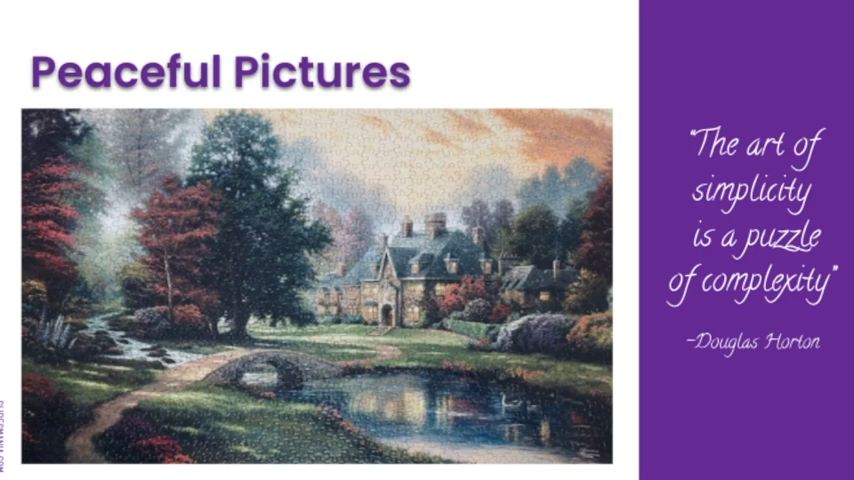 Peaceful Pictures
“The art of
simplicity
is a puzzle
of complexity”
~Douglas Horton